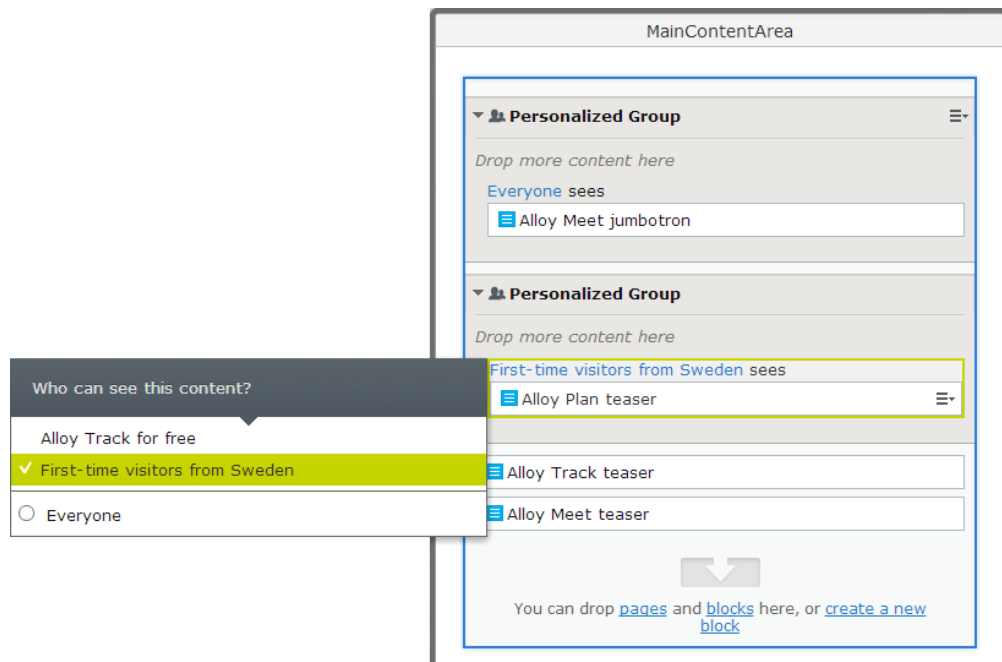 MainContentArea
Personalized Group
Drop more content here
Everyone sees
Alloy Meet jumbotron
Personalized Group
Drop more content here
First-time visitors from Sweden sees
Alloy Plan teaser
Who can see this content?
Alloy Track for free
First-time visitors from Sweden
Everyone
Alloy Track teaser
Alloy Meet teaser
You can drop pages and blocks here, or create a new
block